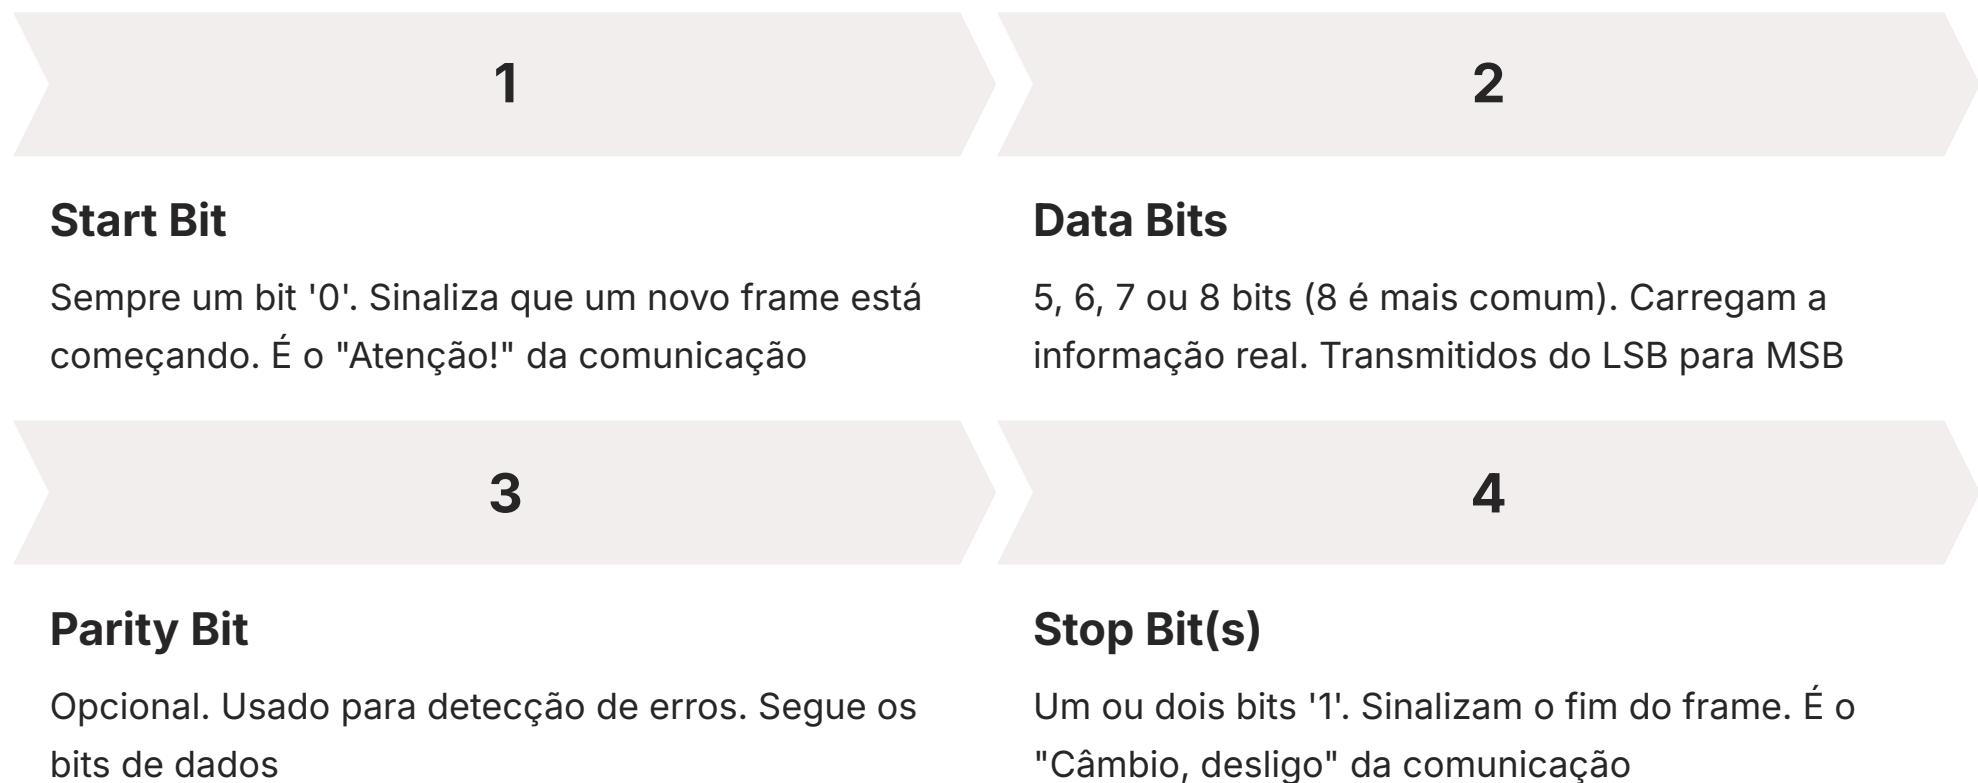 1
2
Start Bit
Sempre um bit '0'. Sinaliza que um novo frame está
começando. É o "Atenção!" da comunicação
Data Bits
5, 6, 7 ou 8 bits (8 é mais comum). Carregam a
informação real. Transmitidos do LSB para MSB
3
4
Parity Bit
Opcional. Usado para detecção de erros. Segue os
bits de dados
Stop Bit(s)
Um ou dois bits '1'. Sinalizam o fim do frame. É o
"Câmbio, desligo" da comunicação